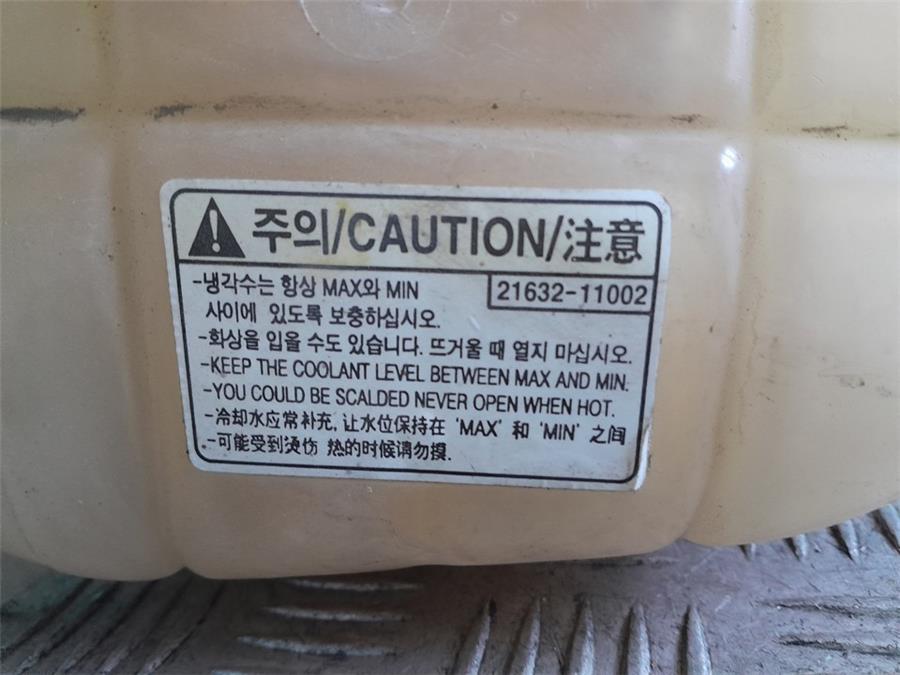 주의/CAUTION/注意
21632-11002
-냉각수는 항상 MAX와 MIN
사이에 있도록 보충하십시오.
-화상을 입을 수도 있습니다. 뜨거울 때 열지 마십시오.
-KEEP THE COOLANT LEVEL BETWEEN MAX AND MIN.
-YOU COULD BE SCALDED NEVER OPEN WHEN HOT.
-冷却水应常补充, 让水位保持在 'MAX' 和 'MIN' 之间
-可能受到烫伤 热的时候请勿摸.